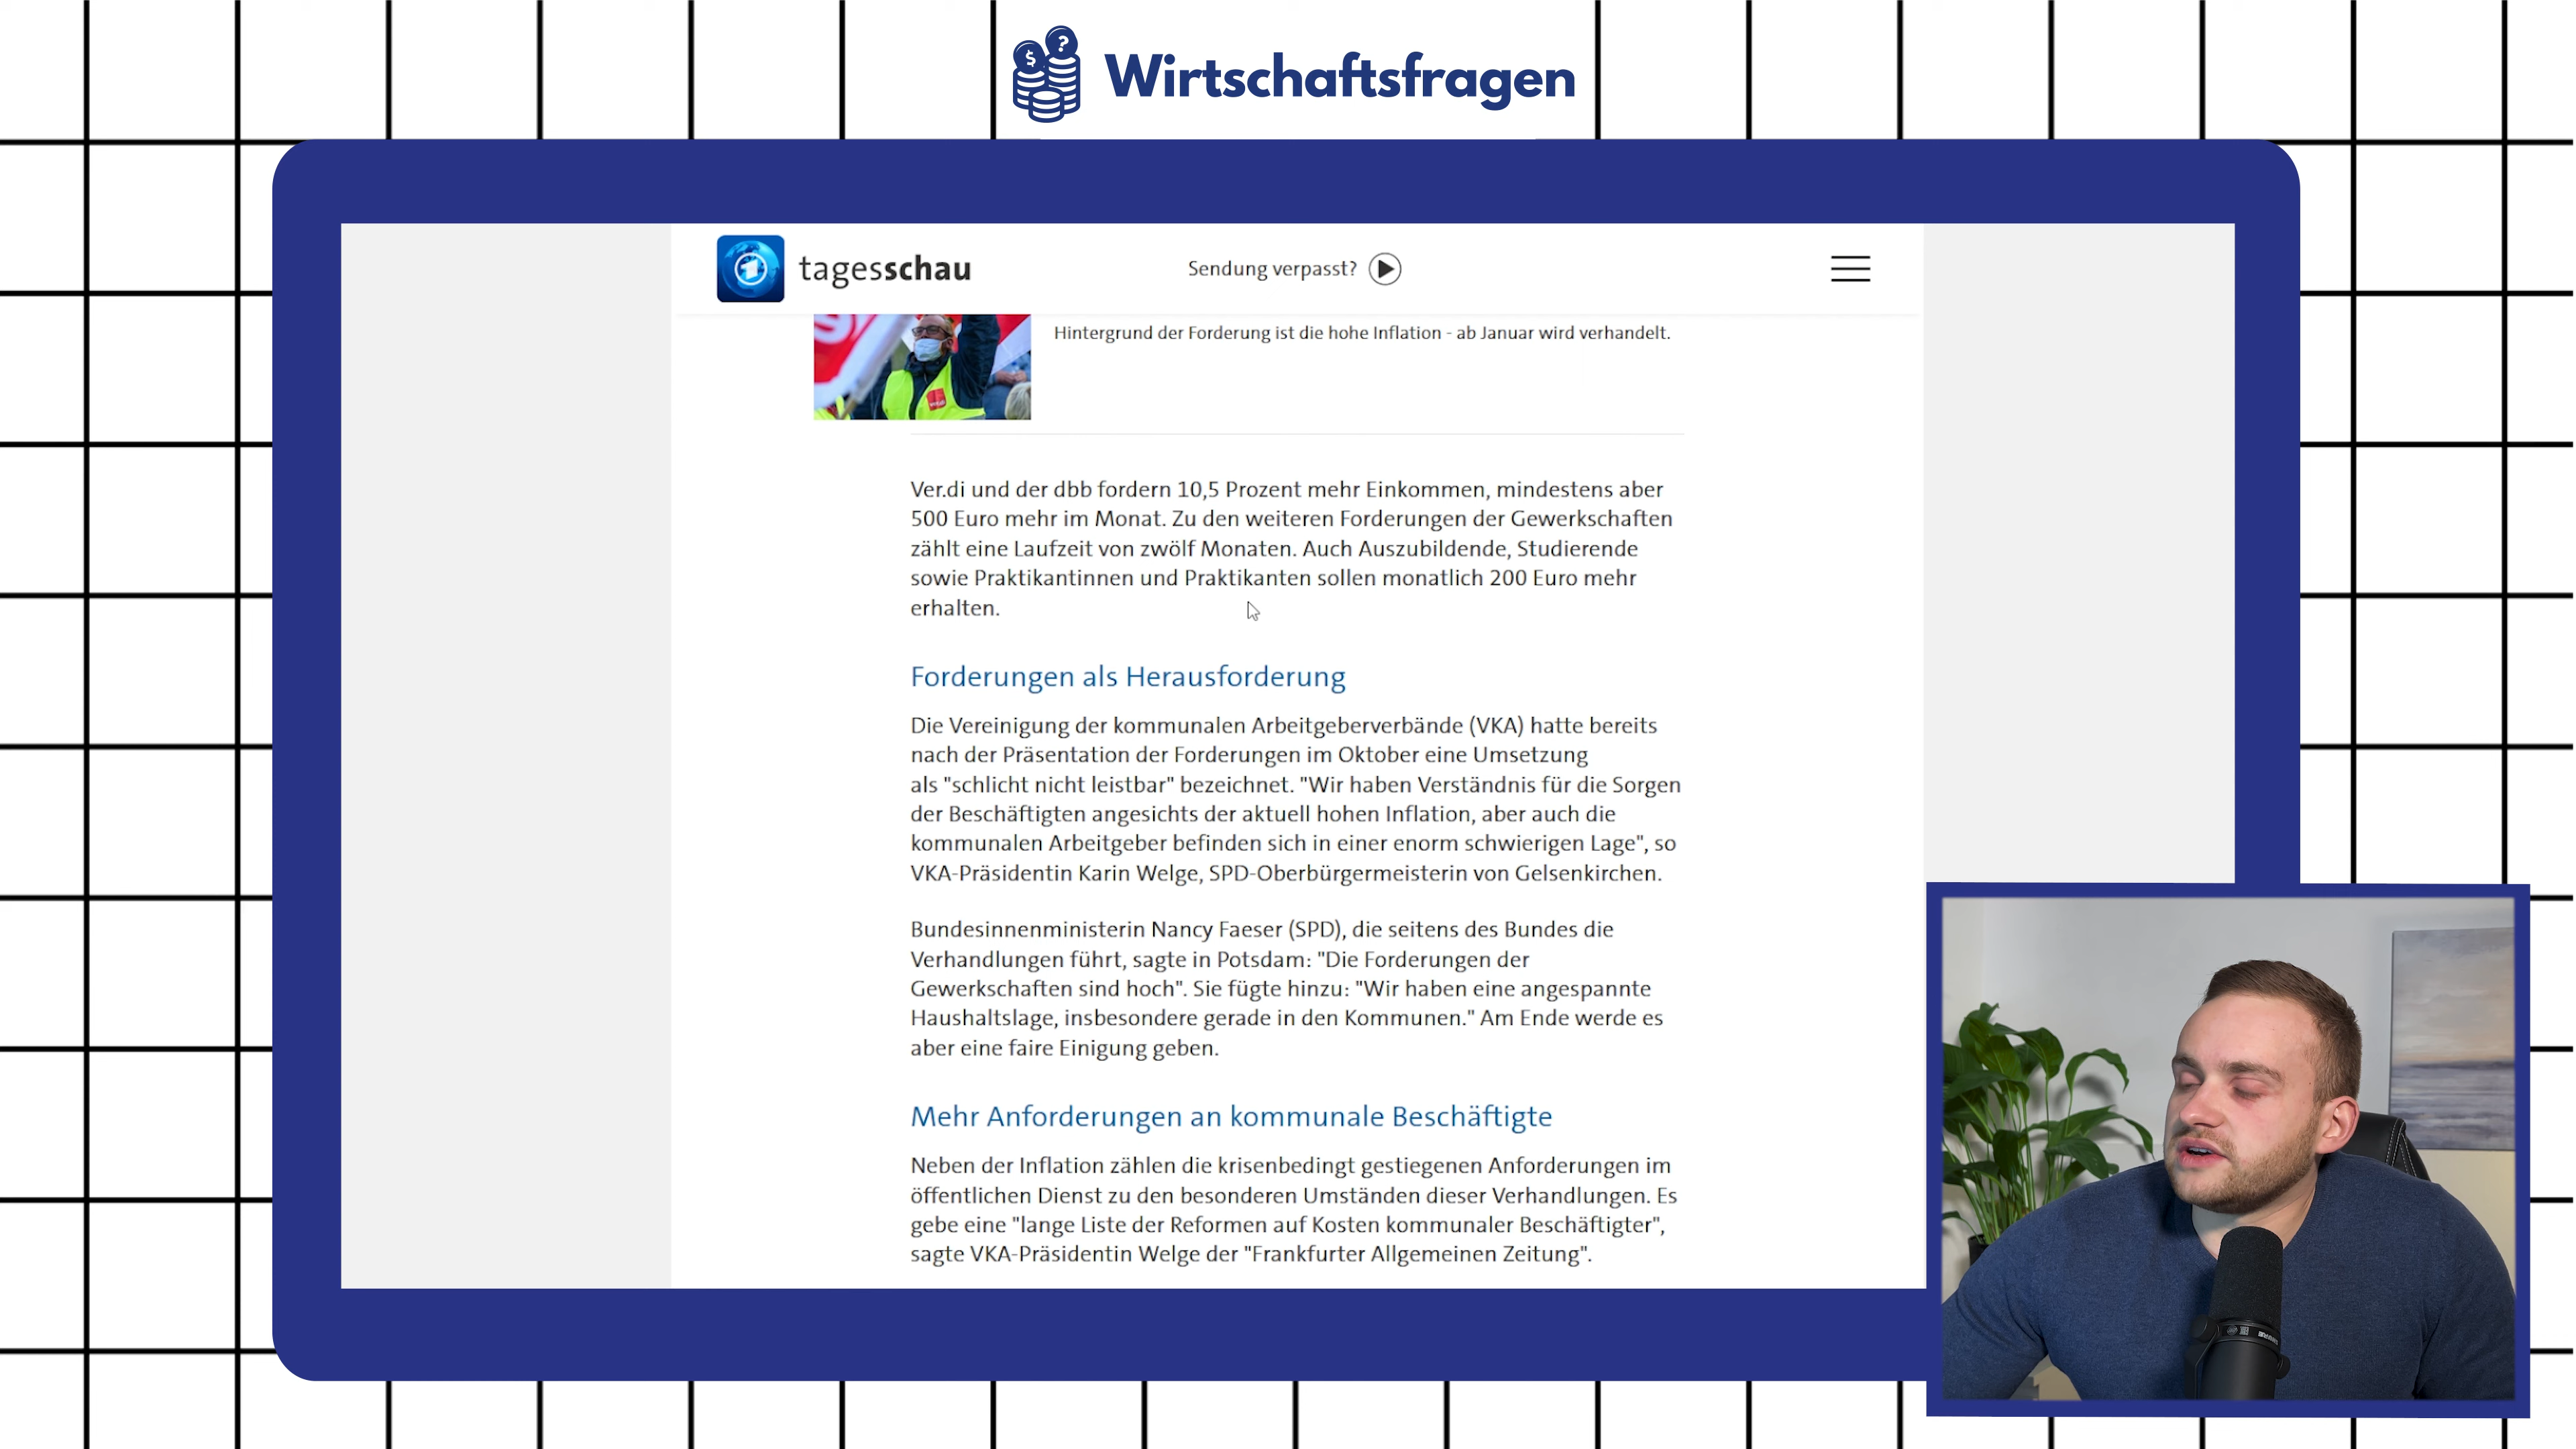 Wirtschaftsfragen
tagesschau
Sendung verpasst?
Hintergrund der Forderung ist die hohe Inflation - ab Januar wird verhandelt.
Ver.di und der dbb fordern 10,5 Prozent mehr Einkommen, mindestens aber
500 Euro mehr im Monat. Zu den weiteren Forderungen der Gewerkschaften
zählt eine Laufzeit von zwölf Monaten. Auch Auszubildende, Studierende
sowie Praktikantinnen und Praktikanten sollen monatlich 200 Euro mehr
erhalten.
Forderungen als Herausforderung
Die Vereinigung der kommunalen Arbeitgeberverbände (VKA) hatte bereits
nach der Präsentation der Forderungen im Oktober eine Umsetzung
als "schlicht nicht leistbar" bezeichnet. "Wir haben Verständnis für die Sorgen
der Beschäftigten angesichts der aktuell hohen Inflation, aber auch die
kommunalen Arbeitgeber befinden sich in einer enorm schwierigen Lage", so
VKA-Präsidentin Karin Welge, SPD-Oberbürgermeisterin von Gelsenkirchen.
Bundesinnenministerin Nancy Faeser (SPD), die seitens des Bundes die
Verhandlungen führt, sagte in Potsdam: "Die Forderungen der
Gewerkschaften sind hoch". Sie fügte hinzu: "Wir haben eine angespannte
Haushaltslage, insbesondere gerade in den Kommunen." Am Ende werde es
aber eine faire Einigung geben.
Mehr Anforderungen an kommunale Beschäftigte
Neben der Inflation zählen die krisenbedingt gestiegenen Anforderungen im
öffentlichen Dienst zu den besonderen Umständen dieser Verhandlungen. Es
gebe eine "lange Liste der Reformen auf Kosten kommunaler Beschäftigter",
sagte VKA-Präsidentin Welge der "Frankfurter Allgemeinen Zeitung".